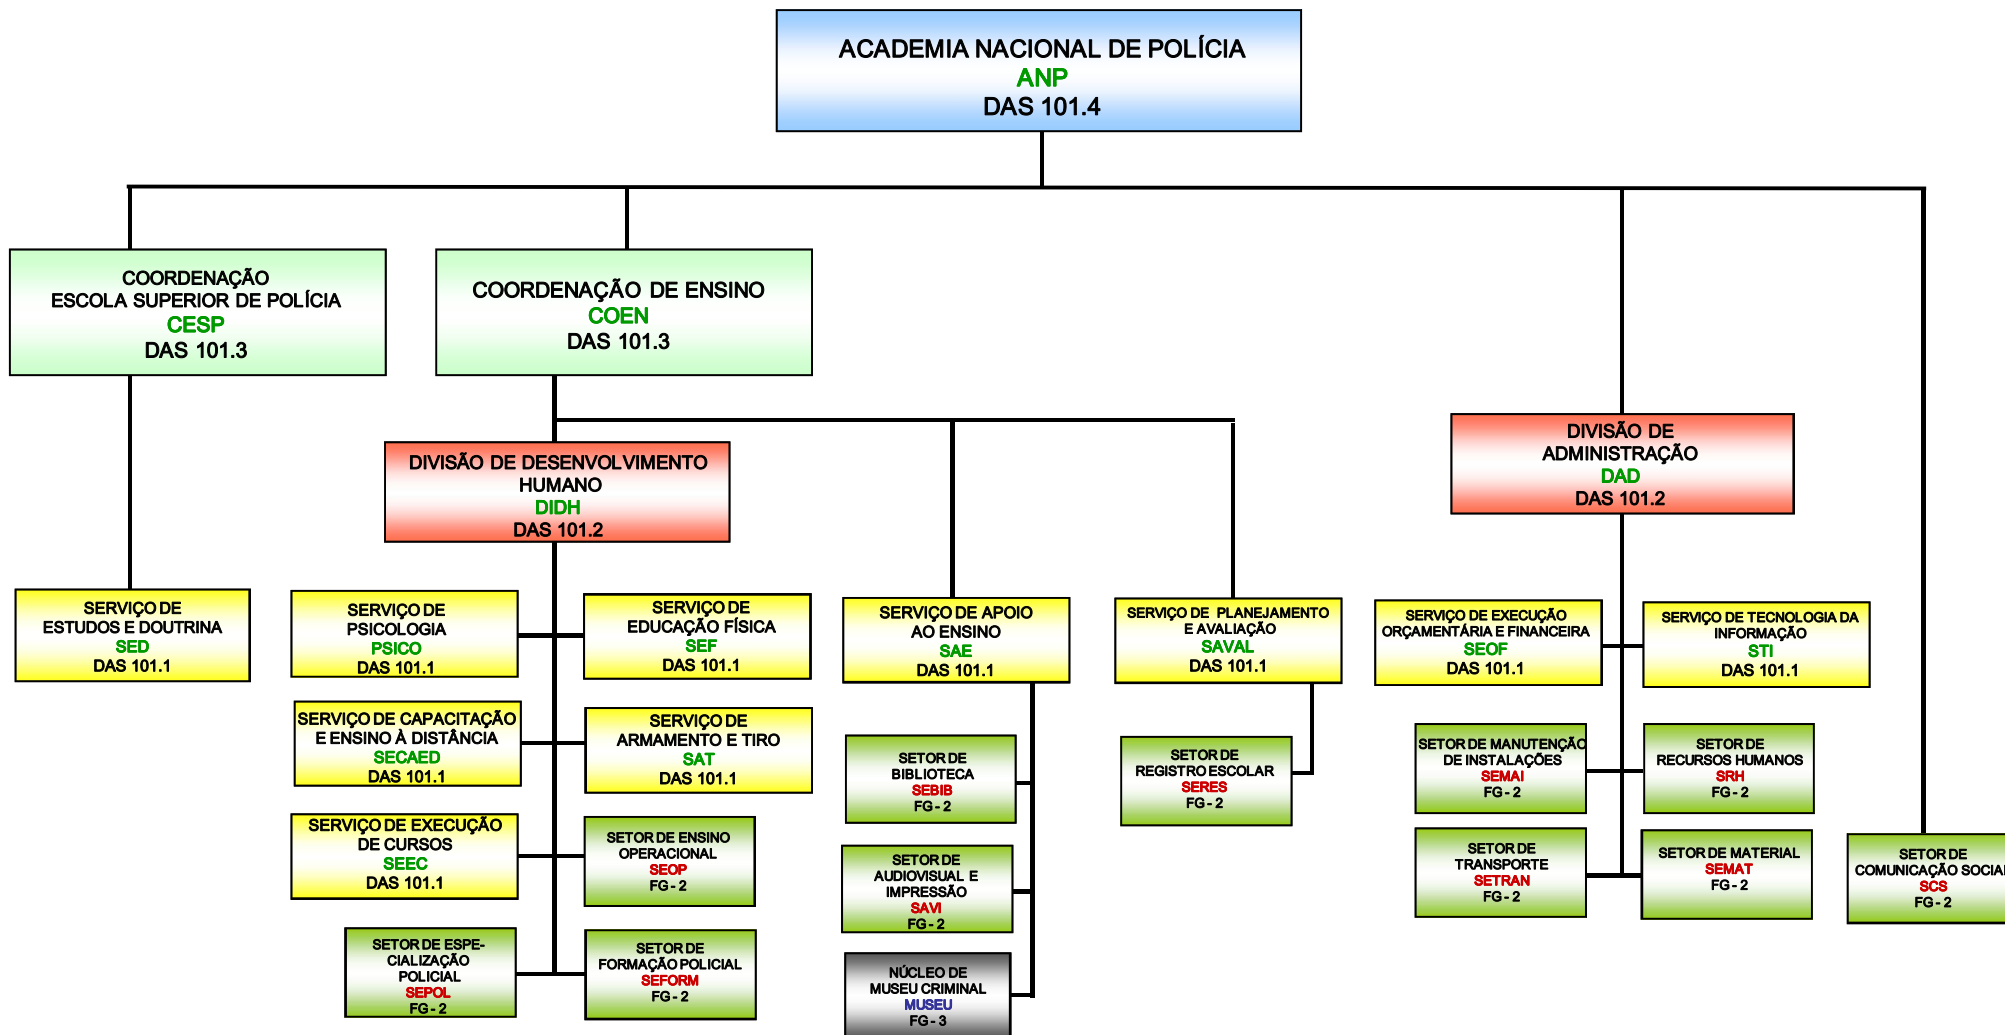 ACADEMIA NACIONAL DE POLÍCIA
ANP
DAS 101.4
COORDENAÇÃO
ESCOLA SUPERIOR DE POLÍCIA
CESP
DAS 101.3
COORDENAÇÃO DE ENSINO
COEN
DAS 101.3
DIVISÃO DE DESENVOLVIMENTO
HUMANO
DIDH
DAS 101.2
DIVISÃO DE
ADMINISTRAÇÃO
DAD
DAS 101.2
SERVIÇO DE
ESTUDOS E DOUTRINA
SED
DAS 101.1
SERVIÇO DE
PSICOLOGIA
PSICO
DAS 101.1
SERVIÇO DE
EDUCAÇÃO FÍSICA
SEF
DAS 101.1
SERVIÇO DE APOIO
AO ENSINO
SAE
DAS 101.1
SERVIÇO DE PLANEJAMENTO
E AVALIAÇÃO
SAVAL
DAS 101.1
SERVIÇO DE EXECUÇÃO
ORÇAMENTÁRIA E FINANCEIRA
SEOF
DAS 101.1
SERVIÇO DE TECNOLOGIA DA
INFORMAÇÃO
STI
DAS 101.1
SERVIÇO DE CAPACITAÇÃO
E ENSINO À DISTÂNCIA
SECAED
DAS 101.1
SERVIÇO DE
ARMAMENTO E TIRO
SAT
DAS 101.1
SETOR DE
BIBLIOTECA
SEBIB
FG - 2
SETOR DE
REGISTRO ESCOLAR
SERES
FG - 2
SETOR DE MANUTENÇÃO
DE INSTALAÇÕES
SEMAI
FG - 2
SETOR DE
RECURSOS HUMANOS
SRH
FG - 2
SERVIÇO DE EXECUÇÃO
DE CURSOS
SEEC
DAS 101.1
SETOR DE ENSINO
OPERACIONAL
SEOP
FG - 2
SETOR DE
AUDIOVISUAL E
IMPRESSÃO
SAVI
FG - 2
SETOR DE
TRANSPORTE
SETRAN
FG - 2
SETOR DE MATERIAL
SEMAT
FG - 2
SETOR DE
COMUNICAÇÃO SOCIAL
SCS
FG - 2
SETOR DE ESPE-
CIALIZAÇÃO
POLICIAL
SEPOL
FG - 2
SETOR DE
FORMAÇÃO POLICIAL
SEFORM
FG - 2
NÚCLEO DE
MUSEU CRIMINAL
MUSEU
FG - 3